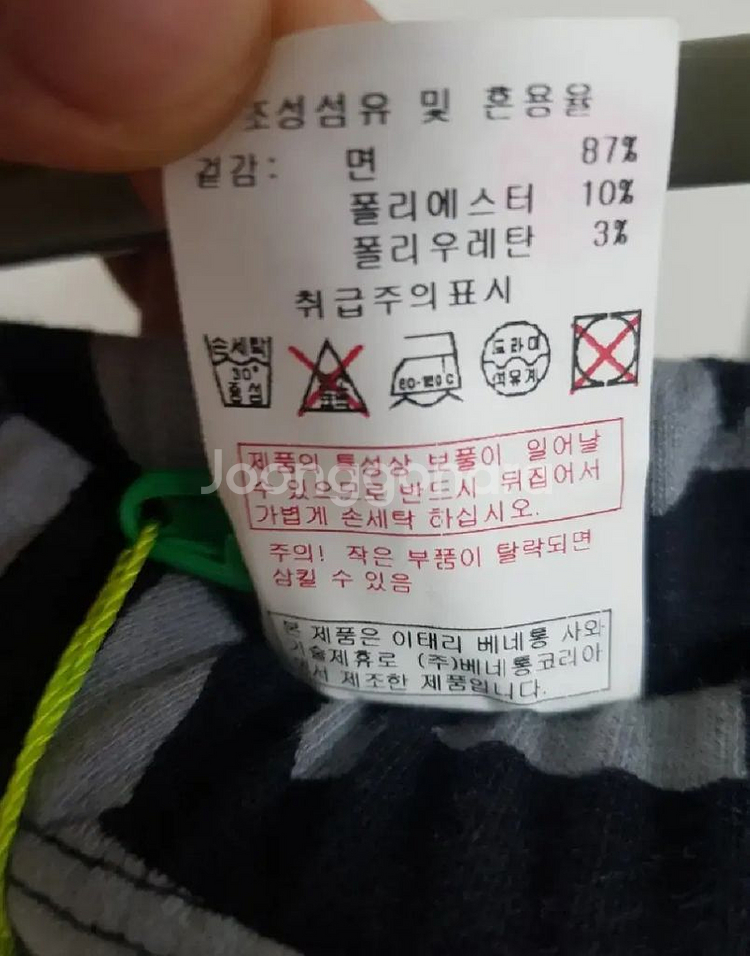 조성섬유 및 혼용율
겉감: 면 87%
폴리에스터 10%
폴리우레탄 3%
취급주의표시
손세탁
30°
중성
80-120°C
드라이
석유계
제품의 특성상 보풀이 일어날
수 있으므로 반드시 뒤집어서
가볍게 손세탁 하십시오.
주의! 작은 부품이 탈락되면
삼킬 수 있음
본 제품은 이태리 베네통 사와
기술제휴로 (주)베네통코리아
에서 제조한 제품입니다.
Joonggonara